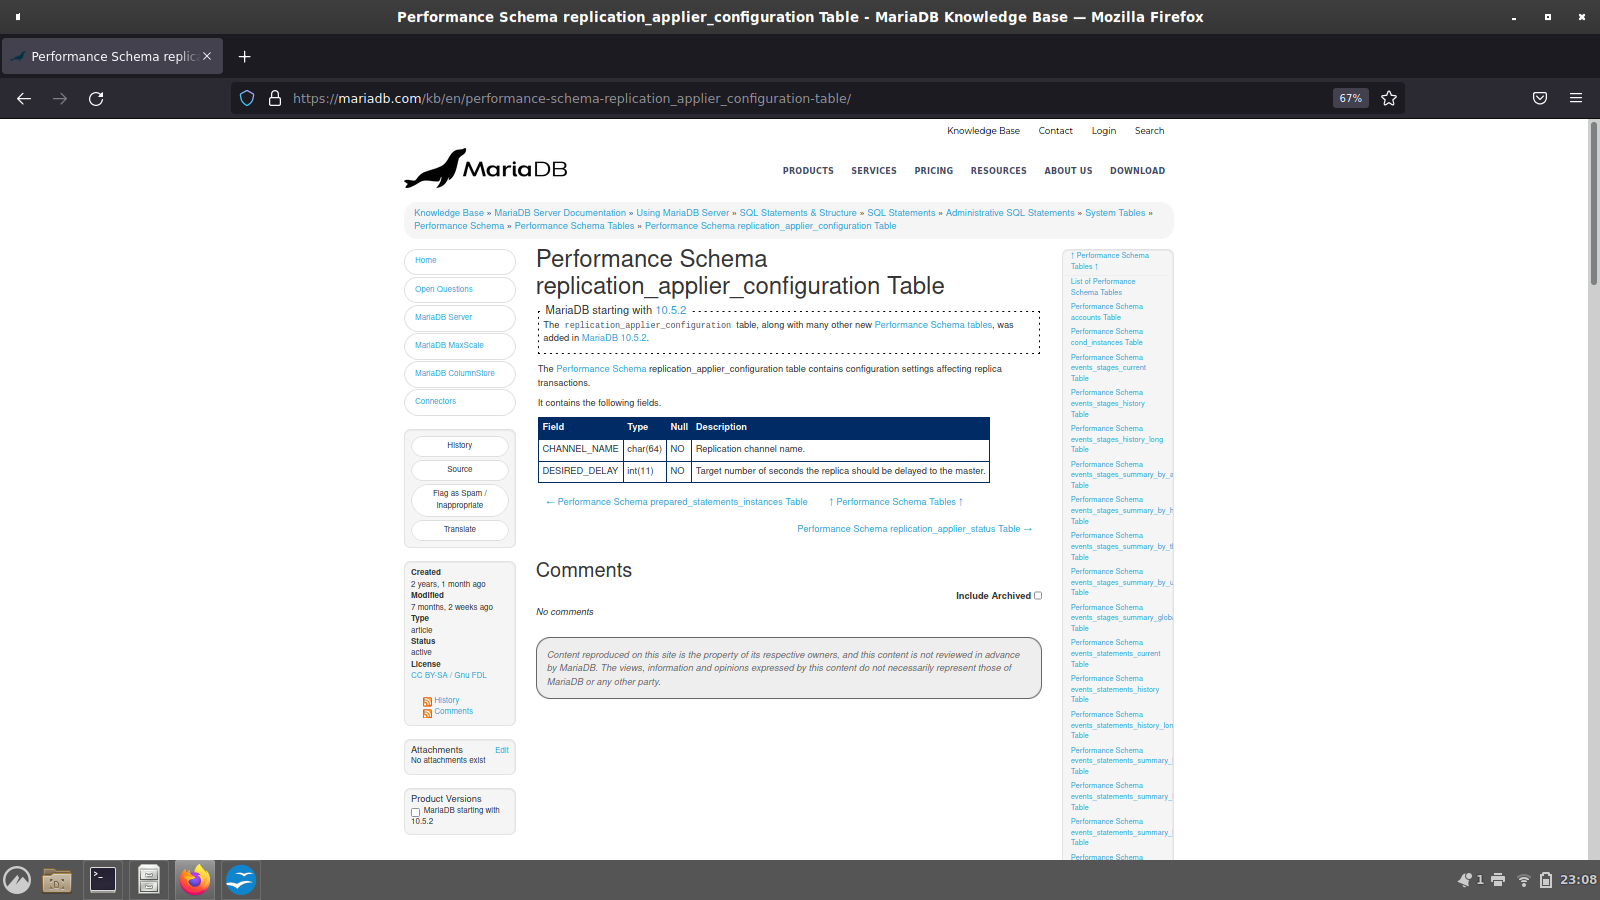 Performance Schema replication_applier_configuration Table - MariaDB Knowledge Base — Mozilla Firefox
Performance Schema replic
https://mariadb.com/kb/en/performance-schema-replication_applier_configuration-table/
67%
Knowledge Base Contact Login Search
MariaDB
PRODUCTS SERVICES PRICING RESOURCES ABOUT US DOWNLOAD
Knowledge Base » MariaDB Server Documentation » Using MariaDB Server » SQL Statements & Structure » SQL Statements » Administrative SQL Statements » System Tables »
Performance Schema » Performance Schema Tables » Performance Schema replication_applier_configuration Table
Home
Open Questions
MariaDB Server
MariaDB MaxScale
MariaDB ColumnStore
Connectors
History
Source
Flag as Spam /
Inappropriate
Translate
Created
2 years, 1 month ago
Modified
7 months, 2 weeks ago
Type
article
Status
active
License
CC BY-SA / Gnu FDL
History
Comments
Attachments Edit
No attachments exist
Product Versions
MariaDB starting with
10.5.2
Performance Schema
replication_applier_configuration Table
MariaDB starting with 10.5.2
The replication_applier_configuration table, along with many other new Performance Schema tables, was
added in MariaDB 10.5.2.
The Performance Schema replication_applier_configuration table contains configuration settings affecting replica
transactions.
It contains the following fields.
Field Type Null Description
CHANNEL_NAME char(64) NO Replication channel name.
DESIRED_DELAY int(11) NO Target number of seconds the replica should be delayed to the master.
← Performance Schema prepared_statements_instances Table ↑ Performance Schema Tables ↑
Performance Schema replication_applier_status Table →
Comments
Include Archived
No comments
Content reproduced on this site is the property of its respective owners, and this content is not reviewed in advance
by MariaDB. The views, information and opinions expressed by this content do not necessarily represent those of
MariaDB or any other party.
↑ Performance Schema
Tables ↑
List of Performance
Schema Tables
Performance Schema
accounts Table
Performance Schema
cond_instances Table
Performance Schema
events_stages_current
Table
Performance Schema
events_stages_history
Table
Performance Schema
events_stages_history_long
Table
Performance Schema
events_stages_summary_by_a
Table
Performance Schema
events_stages_summary_by_h
Table
Performance Schema
events_stages_summary_by_t
Table
Performance Schema
events_stages_summary_by_u
Table
Performance Schema
events_stages_summary_glob
Table
Performance Schema
events_statements_current
Table
Performance Schema
events_statements_history
Table
Performance Schema
events_statements_history_lon
Table
Performance Schema
events_statements_summary_
Table
Performance Schema
events_statements_summary_
Table
Performance Schema
events_statements_summary_
Table
Performance Schema
1
23:08